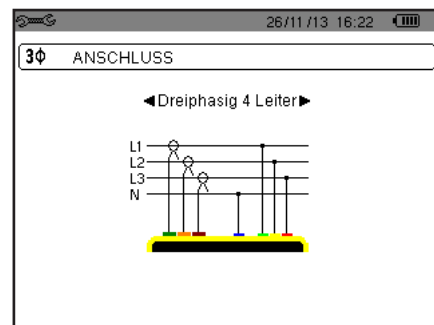 26/11/13 16:22
3Φ ANSCHLUSS
◄Dreiphasig 4 Leiter►
L1
L2
L3
N